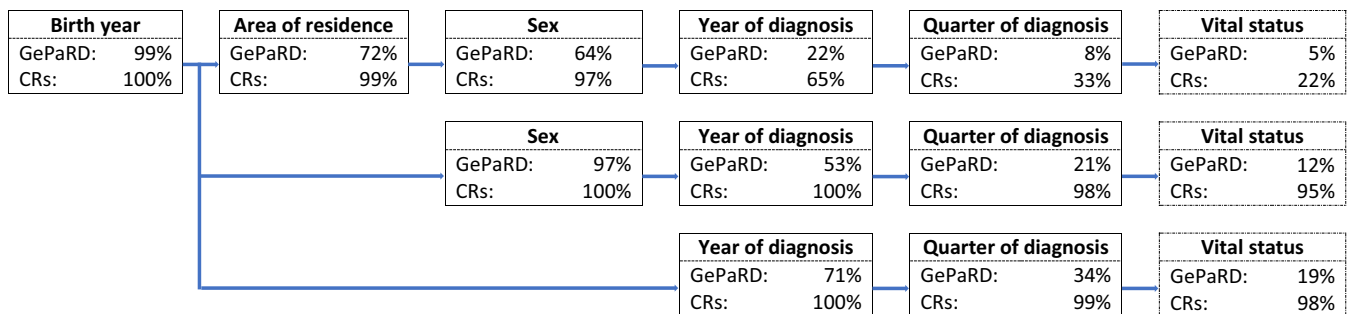 Birth year Area of residence Sex Year of diagnosis Quarter of diagnosis Vital status
GePaRD: 99% GePaRD: 72% GePaRD: 64% GePaRD: 22% GePaRD: 8% GePaRD: 5%
CRs: 100% CRs: 99% CRs: 97% CRs: 65% CRs: 33% CRs: 22%
Sex Year of diagnosis Quarter of diagnosis Vital status
GePaRD: 97% GePaRD: 53% GePaRD: 21% GePaRD: 12%
CRs: 100% CRs: 100% CRs: 98% CRs: 95%
Year of diagnosis Quarter of diagnosis Vital status
GePaRD: 71% GePaRD: 34% GePaRD: 19%
CRs: 100% CRs: 99% CRs: 98%